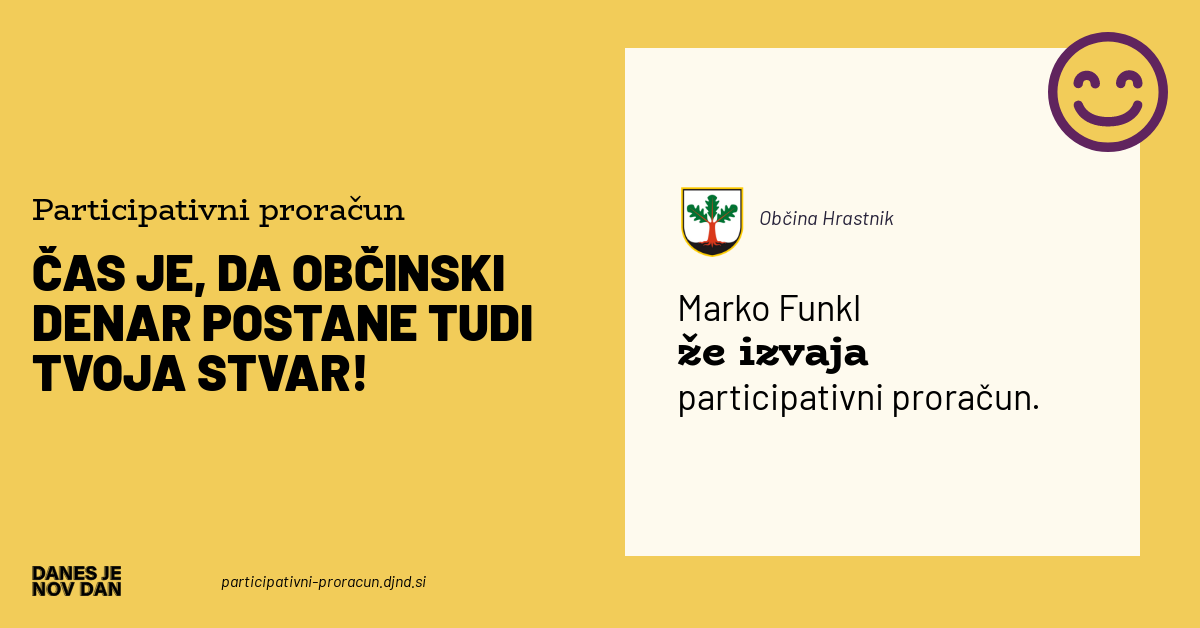 Participativni proračun
ČAS JE, DA OBČINSKI
DENAR POSTANE TUDI
TVOJA STVAR!
Občina Hrastnik
Marko Funkl
že izvaja
participativni proračun.
DANES JE
NOV DAN
participativni-proracun.djnd.si